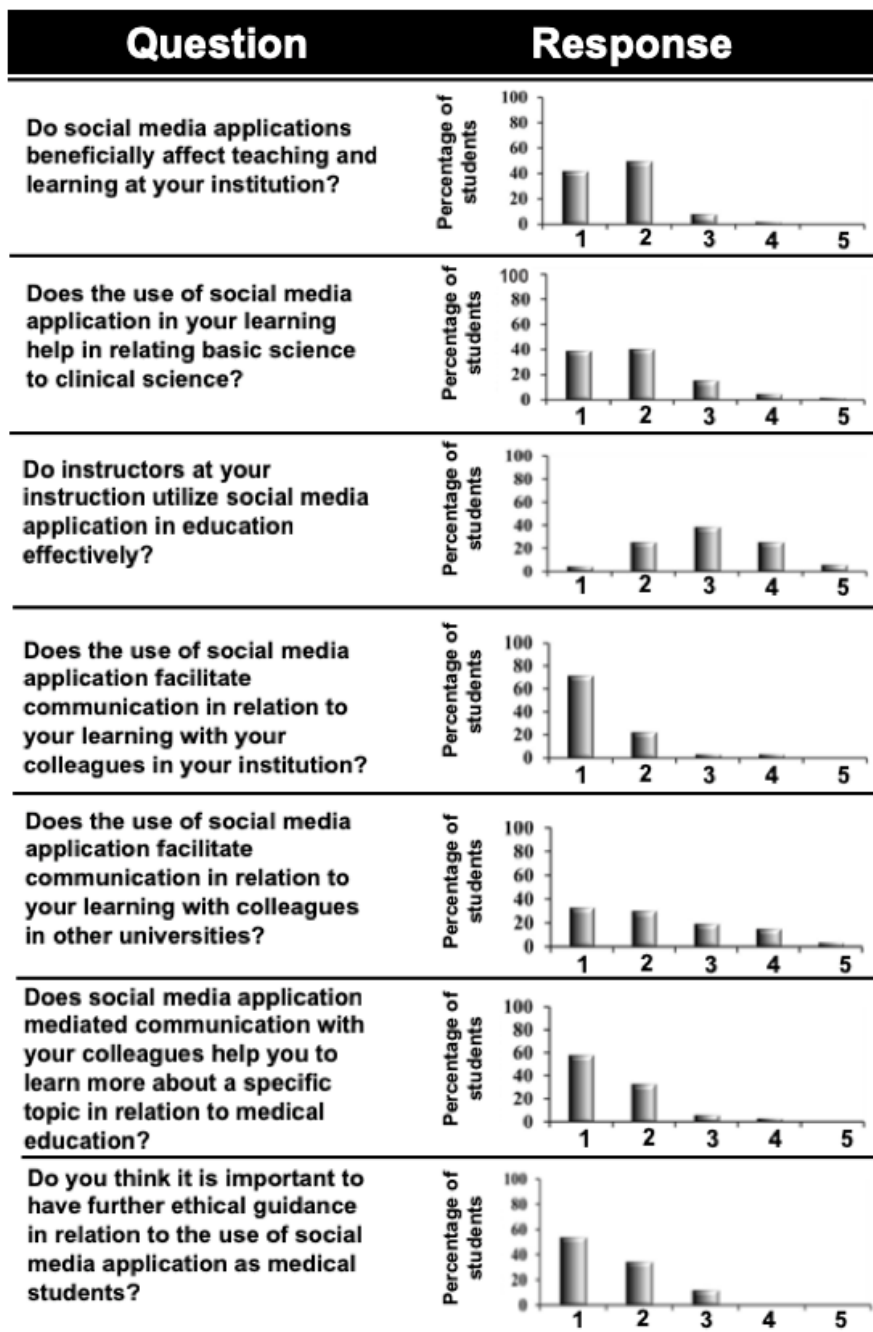 Question
Response
Do social media applications
beneficially affect teaching and
learning at your institution?
Percentage of
students
100
80
60
40
20
0
1 2 3 4 5
Does the use of social media
application in your learning
help in relating basic science
to clinical science?
Percentage of
students
100
80
60
40
20
0
1 2 3 4 5
Do instructors at your
instruction utilize social media
application in education
effectively?
Percentage of
students
100
80
60
40
20
0
1 2 3 4 5
Does the use of social media
application facilitate
communication in relation to
your learning with your
colleagues in your institution?
Percentage of
students
100
80
60
40
20
0
1 2 3 4 5
Does the use of social media
application facilitate
communication in relation to
your learning with colleagues
in other universities?
Percentage of
students
100
80
60
40
20
0
1 2 3 4 5
Does social media application
mediated communication with
your colleagues help you to
learn more about a specific
topic in relation to medical
education?
Percentage of
students
100
80
60
40
20
0
1 2 3 4 5
Do you think it is important to
have further ethical guidance
in relation to the use of social
media application as medical
students?
Percentage of
students
100
80
60
40
20
0
1 2 3 4 5